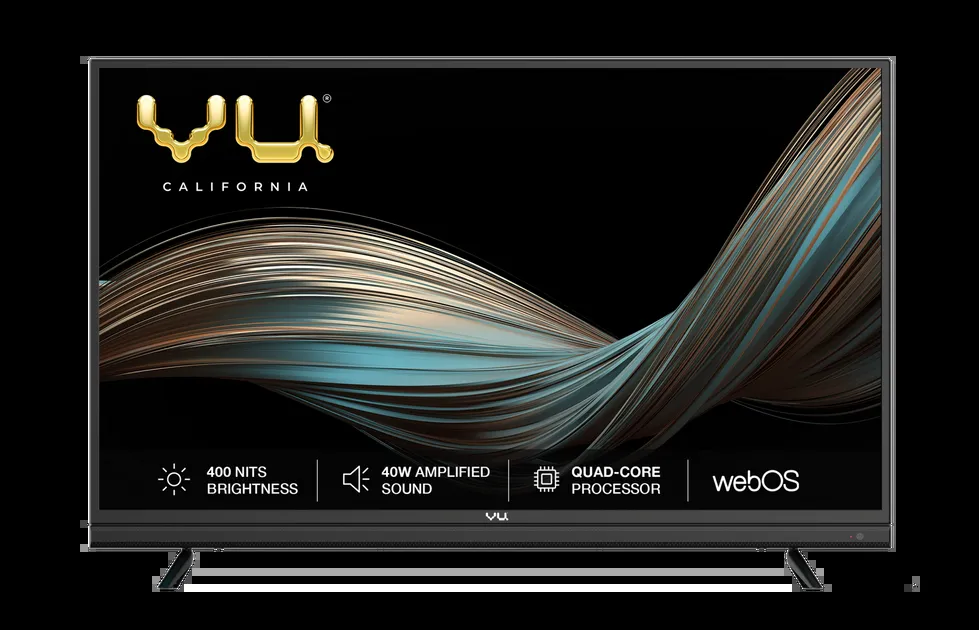 VU®
CALIFORNIA
400 NITS
BRIGHTNESS
40W AMPLIFIED
SOUND
QUAD-CORE
PROCESSOR
webOS
VU